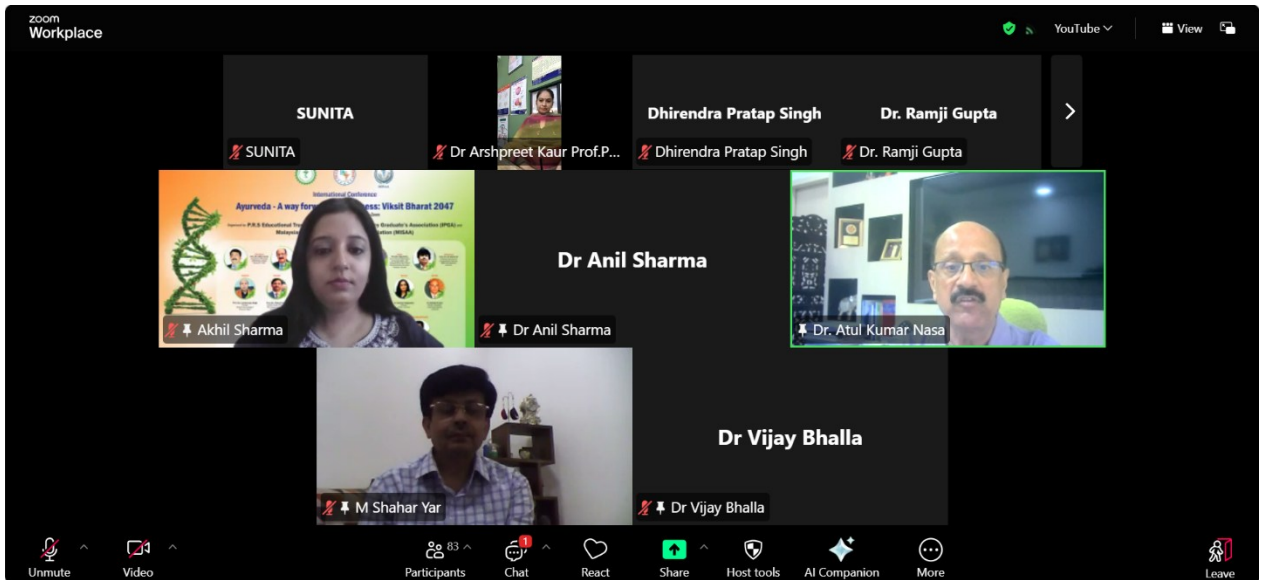 zoom
Workplace
YouTube
View
SUNITA
SUNITA
Dr Arshpreet Kaur Prof.P...
Dhirendra Pratap Singh
Dhirendra Pratap Singh
Dr. Ramji Gupta
Dr. Ramji Gupta
International Conference
Ayurveda - A way for ess: Viksit Bharat 2047
Akhil Sharma
Dr Anil Sharma
Dr Anil Sharma
Dr. Atul Kumar Nasa
M Shahar Yar
Dr Vijay Bhalla
Dr Vijay Bhalla
Unmute
Video
83
Participants
1
Chat
React
Share
Host tools
AI Companion
More
Leave